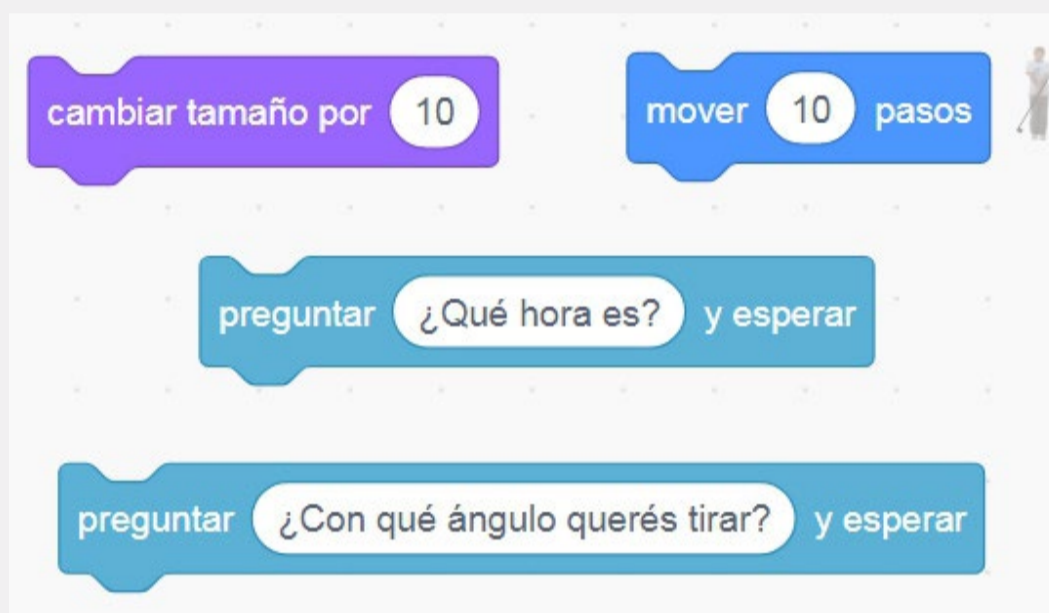 cambiar tamaño por 10
mover 10 pasos
preguntar ¿Qué hora es? y esperar
preguntar ¿Con qué ángulo querés tirar? y esperar